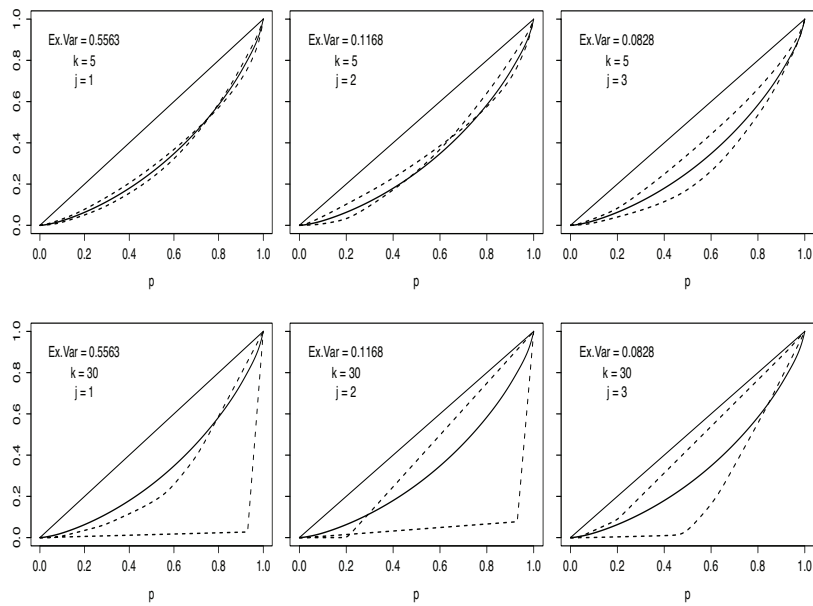 1.0
0.8
0.6
0.4
0.2
0.0
Ex.Var = 0.5563
k = 5
j = 1
0.0 0.2 0.4 0.6 0.8 1.0
p
Ex.Var = 0.1168
k = 5
j = 2
0.0 0.2 0.4 0.6 0.8 1.0
p
Ex.Var = 0.0828
k = 5
j = 3
0.0 0.2 0.4 0.6 0.8 1.0
p
1.0
0.8
0.6
0.4
0.2
0.0
Ex.Var = 0.5563
k = 30
j = 1
0.0 0.2 0.4 0.6 0.8 1.0
p
Ex.Var = 0.1168
k = 30
j = 2
0.0 0.2 0.4 0.6 0.8 1.0
p
Ex.Var = 0.0828
k = 30
j = 3
0.0 0.2 0.4 0.6 0.8 1.0
p